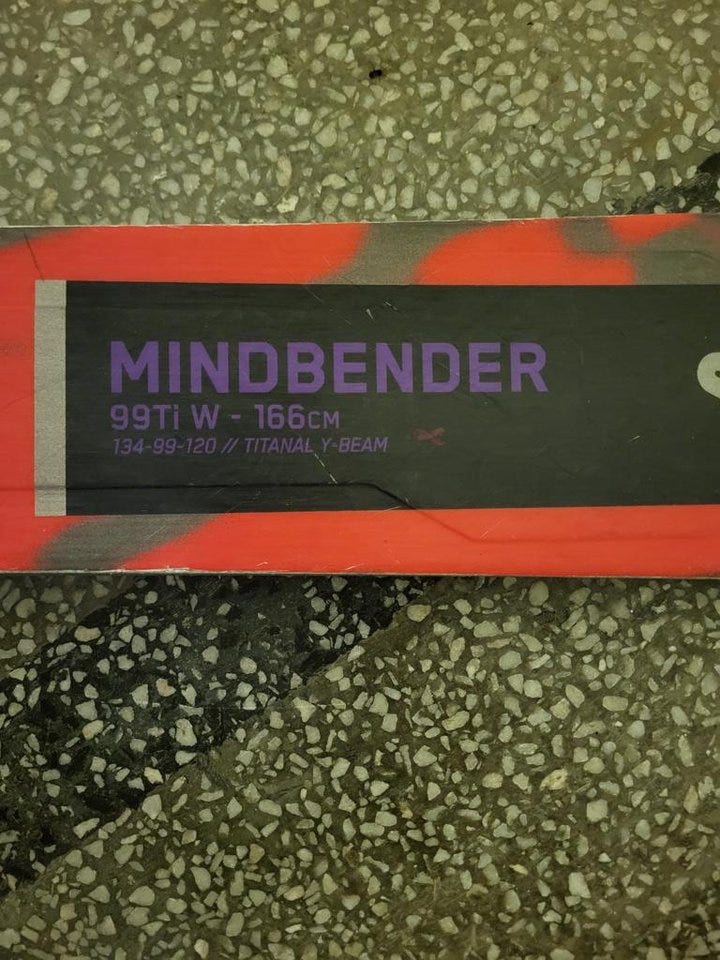 MINDBENDER
99Ti W - 166CM
134-99-120 // TITANAL Y-BEAM